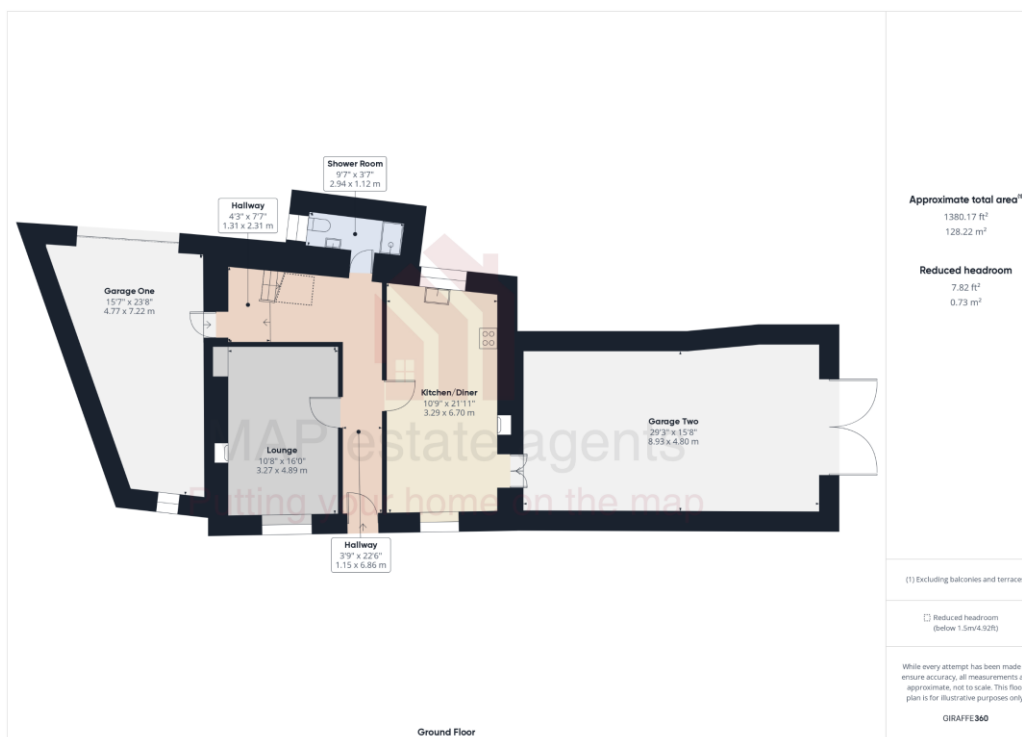 Shower Room
9'7" x 3'7"
2.94 x 1.12 m
Hallway
4'3" x 7'7"
1.31 x 2.31 m
Garage One
15'7" x 23'8"
4.77 x 7.22 m
Kitchen/Diner
10'9" x 21'11"
3.29 x 6.70 m
Garage Two
29'3" x 15'8"
8.93 x 4.80 m
Lounge
10'8" x 16'0"
3.27 x 4.89 m
MAP estate agents
Putting your home on the map
Hallway
3'9" x 22'6"
1.15 x 6.86 m
Ground Floor
Approximate total area
1380.17 ft²
128.22 m²
Reduced headroom
7.82 ft²
0.73 m²
(1) Excluding balconies and terrace
Reduced headroom
(below 1.5m/4.92ft)
While every attempt has been made
ensure accuracy, all measurements a
approximate, not to scale. This floo
plan is for illustrative purposes only
GIRAFFE360